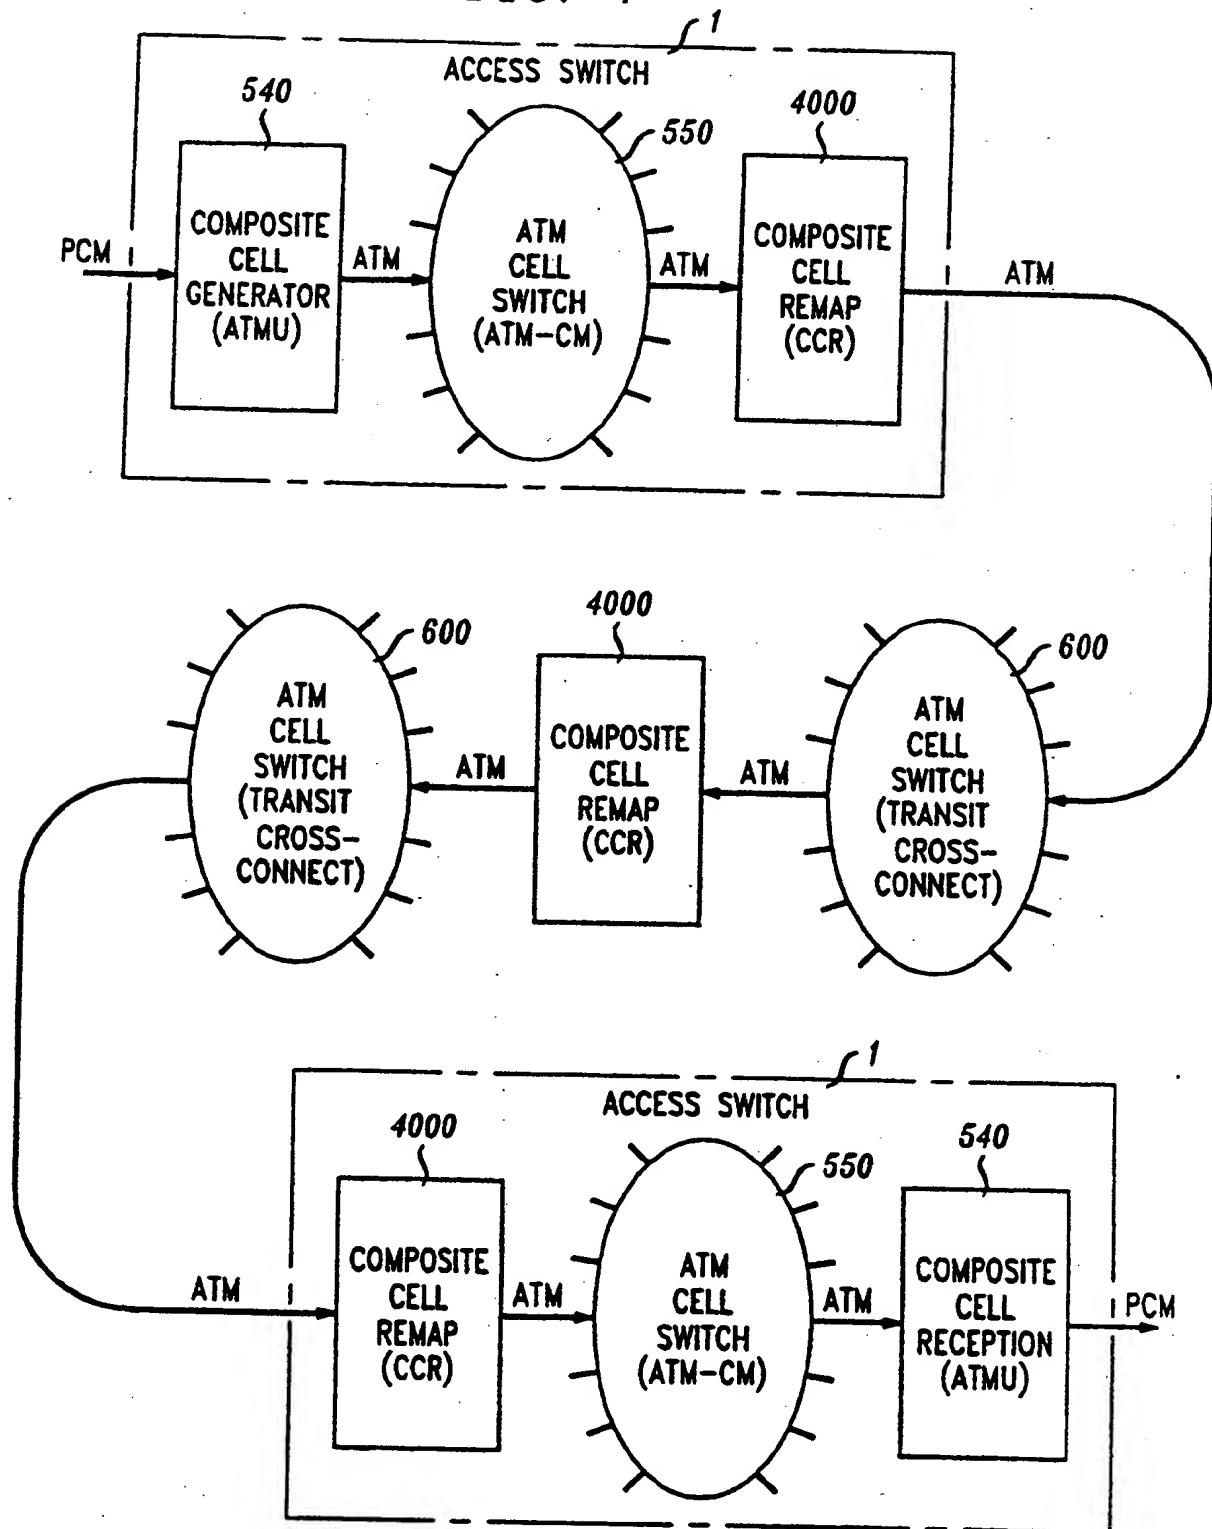 1
ACCESS SWITCH
540
550
4000
PCM
COMPOSITE
CELL
GENERATOR
(ATMU)
ATM
ATM
CELL
SWITCH
(ATM-CM)
ATM
COMPOSITE
CELL
REMAP
(CCR)
ATM
600
ATM
CELL
SWITCH
(TRANSIT
CROSS-
CONNECT)
ATM
4000
COMPOSITE
CELL
REMAP
(CCR)
ATM
600
ATM
CELL
SWITCH
(TRANSIT
CROSS-
CONNECT)
1
ACCESS SWITCH
4000
550
540
ATM
COMPOSITE
CELL
REMAP
(CCR)
ATM
ATM
CELL
SWITCH
(ATM-CM)
ATM
COMPOSITE
CELL
RECEPTION
(ATMU)
PCM